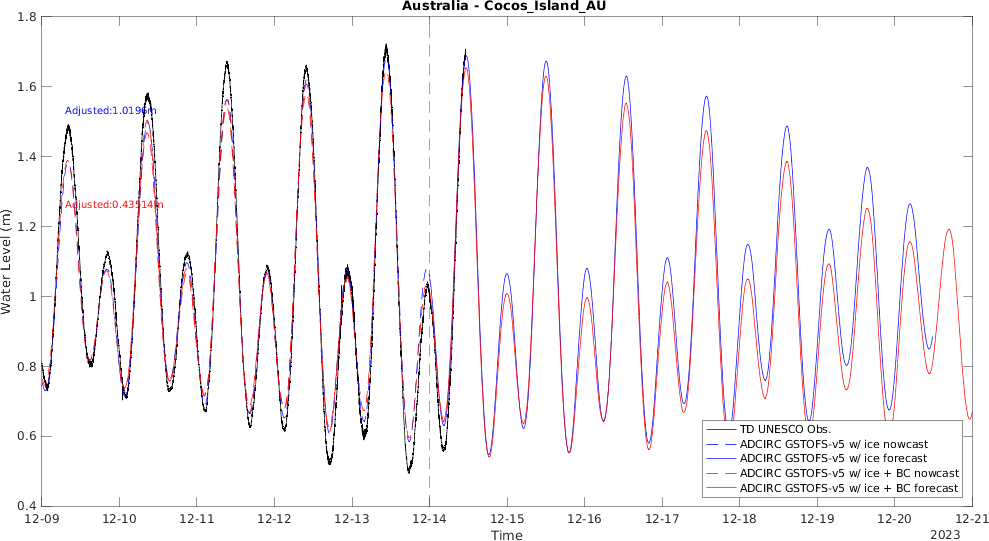 Australia - Cocos_Island_AU
1.8
1.6
1.4
1.2
1
0.8
0.6
0.4
Water Level (m)
Adjusted:1.0196m
Adjusted:0.43514m
TD UNESCO Obs.
ADCIRC GSTOFS-v5 w/ ice nowcast
ADCIRC GSTOFS-v5 w/ ice forecast
ADCIRC GSTOFS-v5 w/ ice + BC nowcast
ADCIRC GSTOFS-v5 w/ ice + BC forecast
12-09 12-10 12-11 12-12 12-13 12-14 12-15 12-16 12-17 12-18 12-19 12-20 12-21
Time
2023